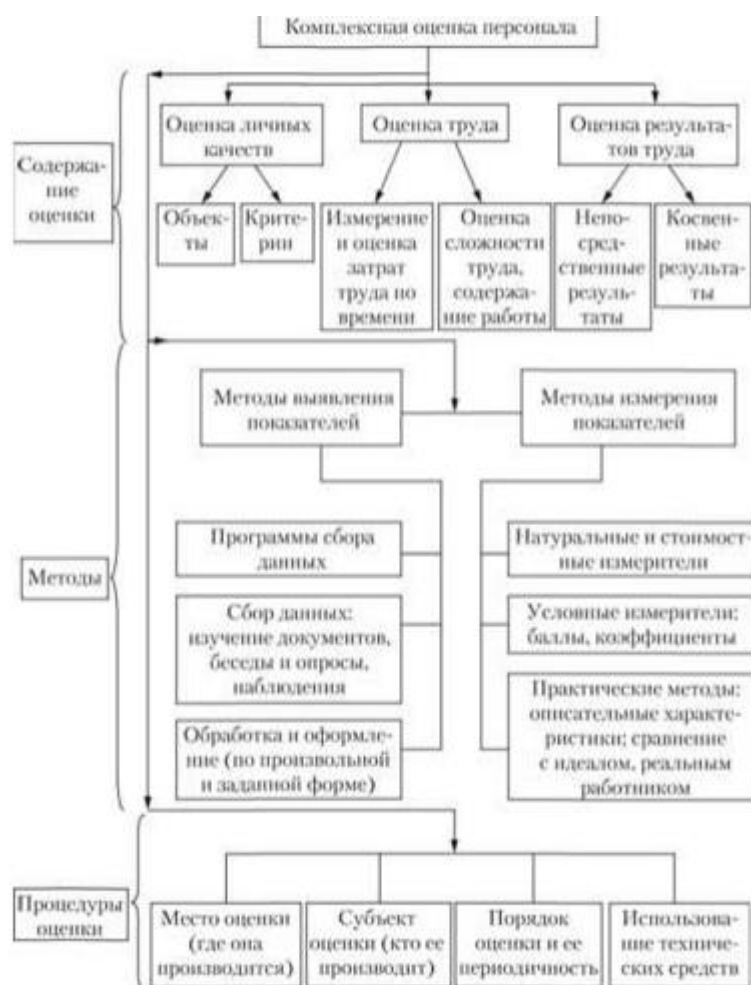 Комплексная оценка персонала
Содержа-
ние
оценки
Оценка личных
качеств
Оценка труда
Оценка результа-
тов труда
Объек-
ты
Крите-
рии
Измерение
и оценка
затрат
труда по
времени
Оценка
сложности
труда,
содержа-
ние работы
Непо-
сред-
ственные
резуль-
таты
Косвен-
ные
результа-
ты
Методы
Методы выявления
показателей
Методы измерения
показателей
Программы сбора
данных
Сбор данных:
изучение документов,
беседы и опросы,
наблюдения
Обработка и оформле-
ние (по произвольной
и заданной форме)
Натуральные и стоимост-
ные измерители
Условные измерители:
баллы, коэффициенты
Практические методы:
описательные характе-
ристики; сравнение
с идеалом, реальным
работником
Процедуры
оценки
Место оценки
(где она
производится)
Субъект
оценки (кто ее
производит)
Порядок
оценки и ее
периодичность
Использова-
ние техниче-
ских средств